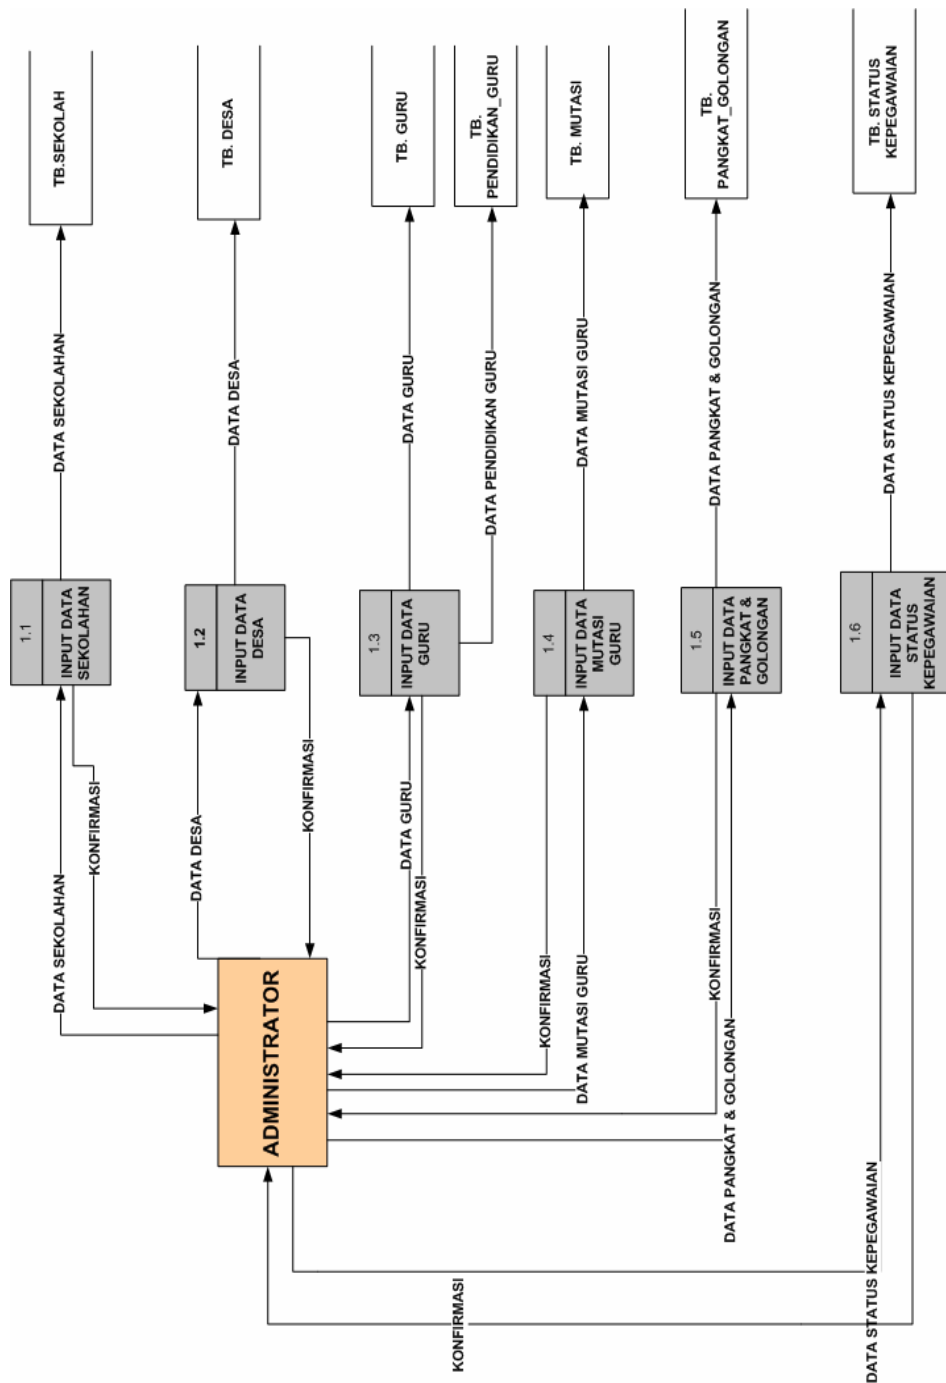 TB.SEKOLAH
TB. DESA
TB. GURU
TB.
PENDIDIKAN_GURU
TB. MUTASI
TB.
PANGKAT_GOLONGAN
TB. STATUS
KEPEGAWAIAN
DATA SEKOLAHAN
DATA DESA
DATA GURU
DATA PENDIDIKAN GURU
DATA MUTASI GURU
DATA PANGKAT & GOLONGAN
DATA STATUS KEPEGAWAIAN
1.1
INPUT DATA
SEKOLAHAN
1.2
INPUT DATA
DESA
1.3
INPUT DATA
GURU
1.4
INPUT DATA
MUTASI
GURU
1.5
INPUT DATA
PANGKAT &
GOLONGAN
1.6
INPUT DATA
STATUS
KEPEGAWAIAN
DATA SEKOLAHAN
KONFIRMASI
DATA DESA
KONFIRMASI
DATA GURU
KONFIRMASI
KONFIRMASI
DATA MUTASI GURU
KONFIRMASI
DATA PANGKAT & GOLONGAN
DATA STATUS KEPEGAWAIAN
KONFIRMASI
ADMINISTRATOR